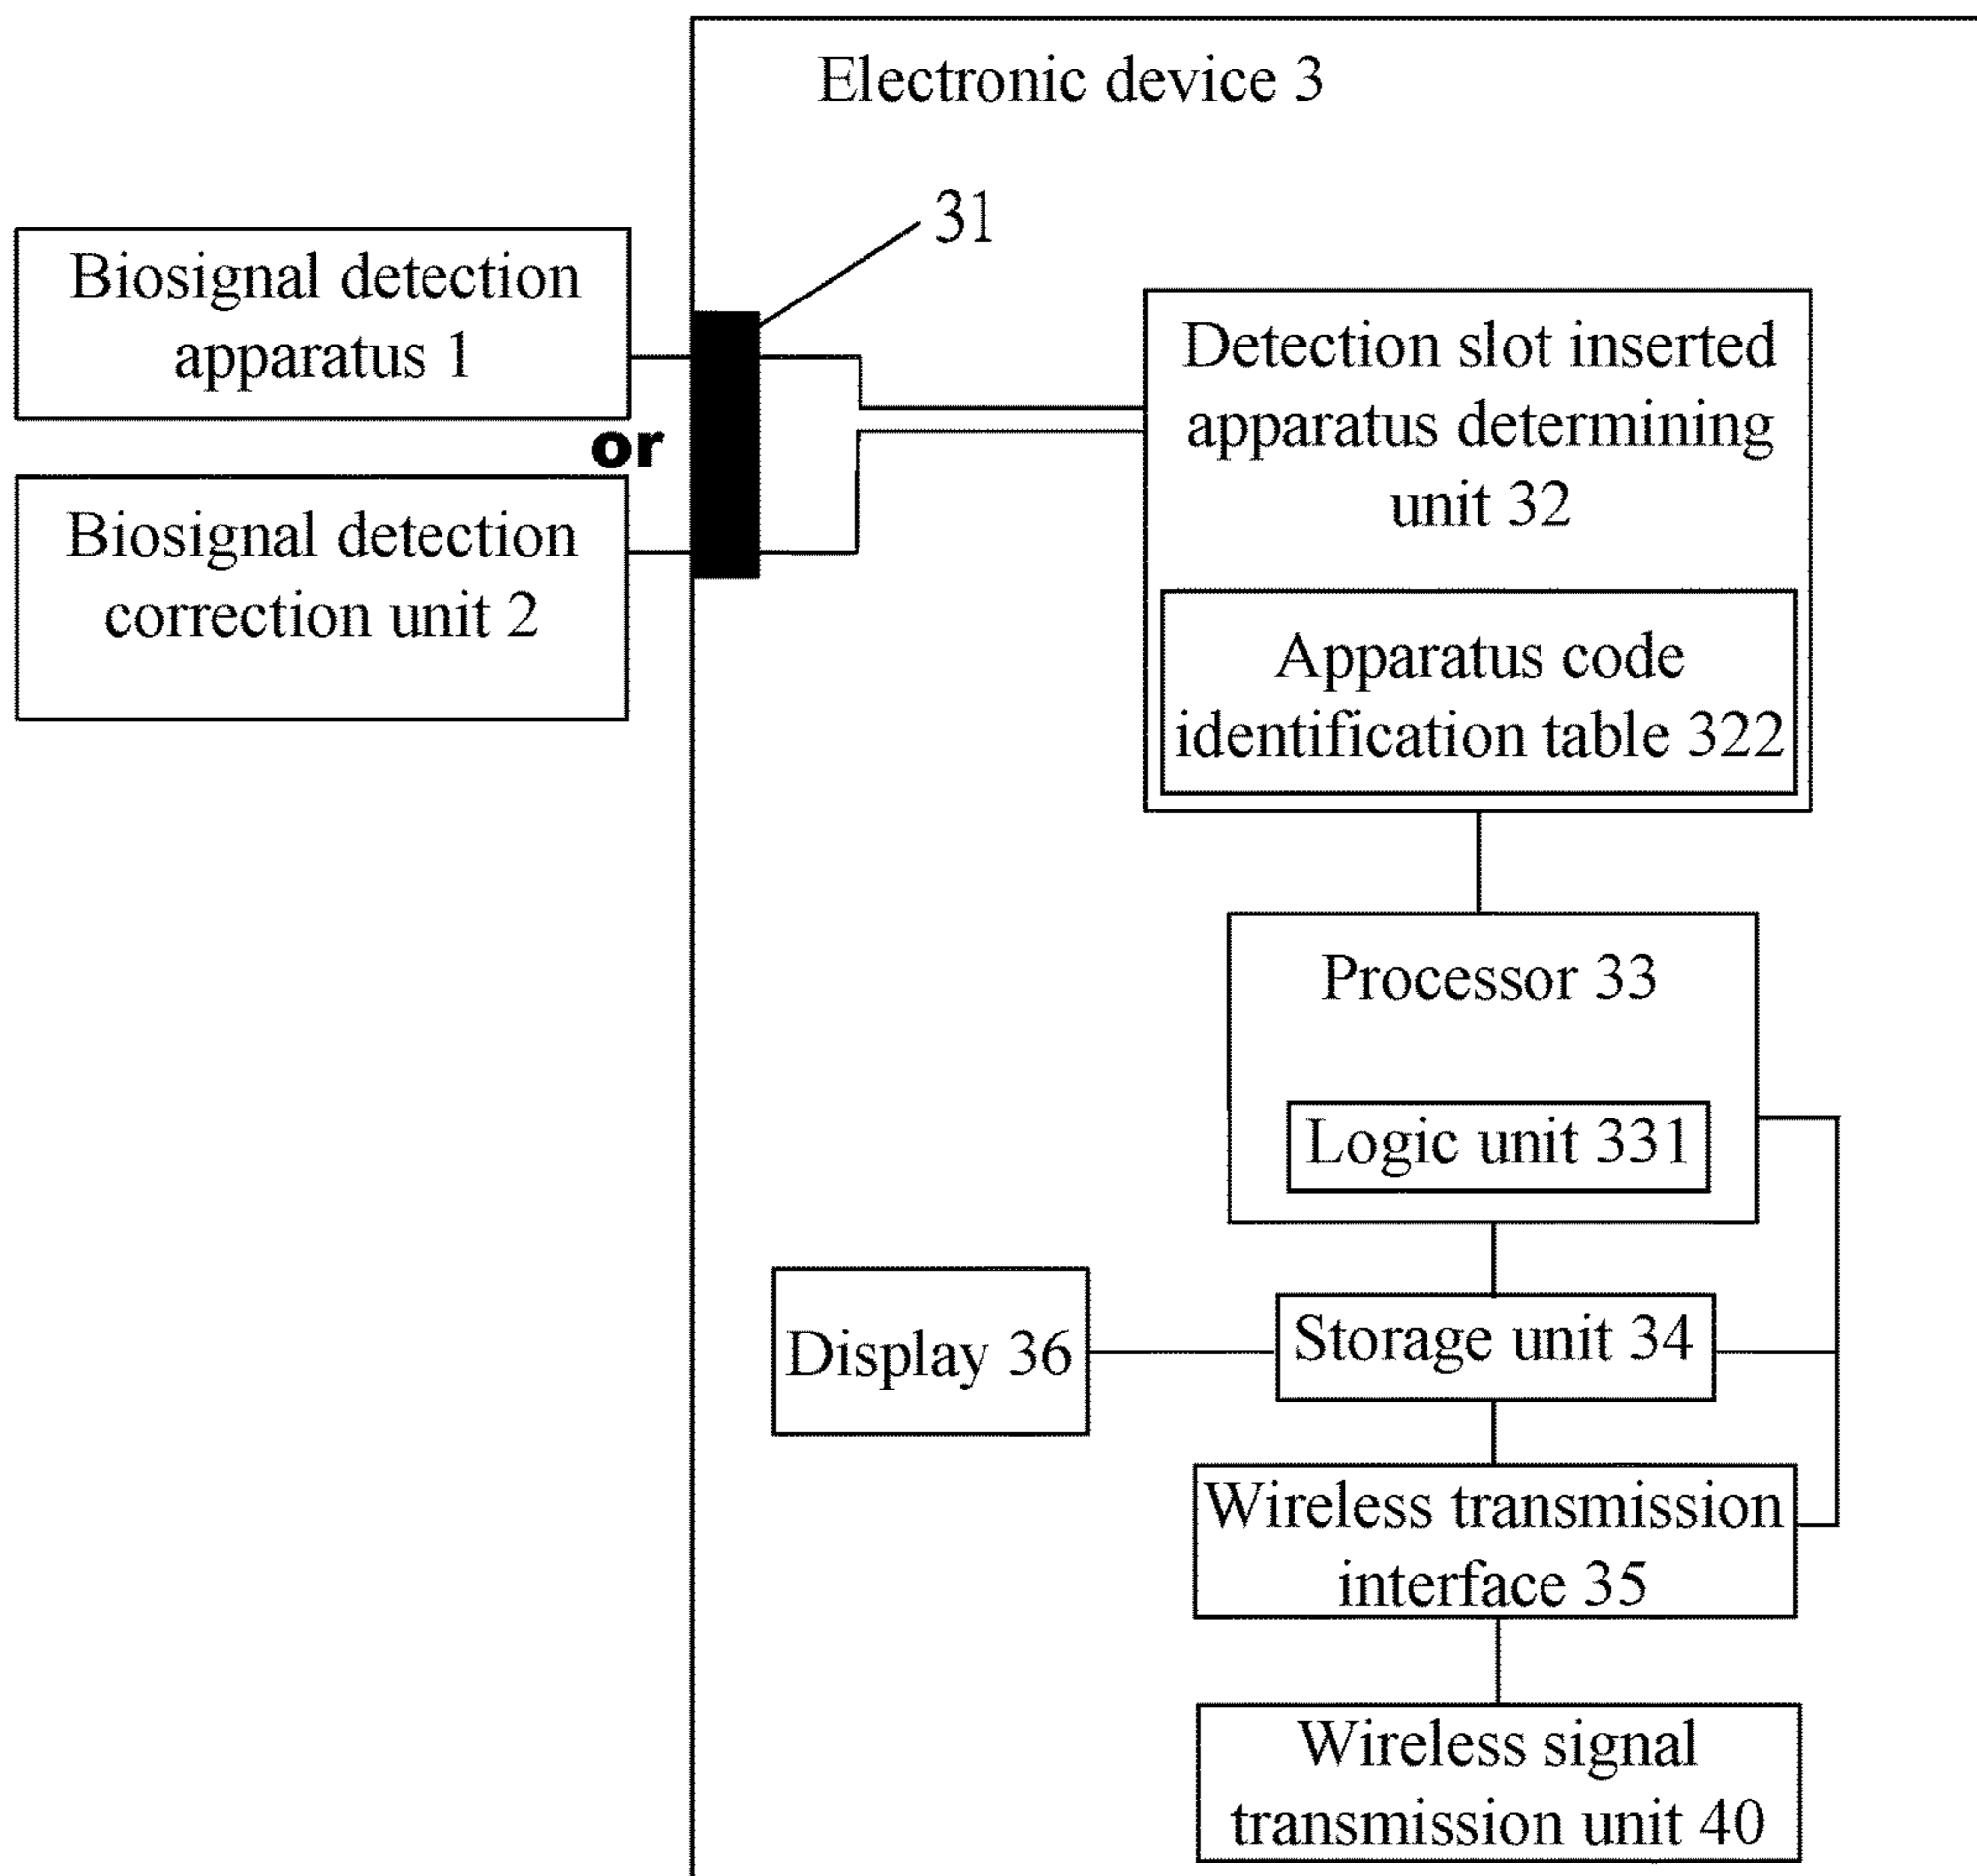 Electronic device 3
31
Biosignal detection
apparatus 1
or
Biosignal detection
correction unit 2
Detection slot inserted
apparatus determining
unit 32
Apparatus code
identification table 322
Processor 33
Logic unit 331
Display 36
Storage unit 34
Wireless transmission
interface 35
Wireless signal
transmission unit 40